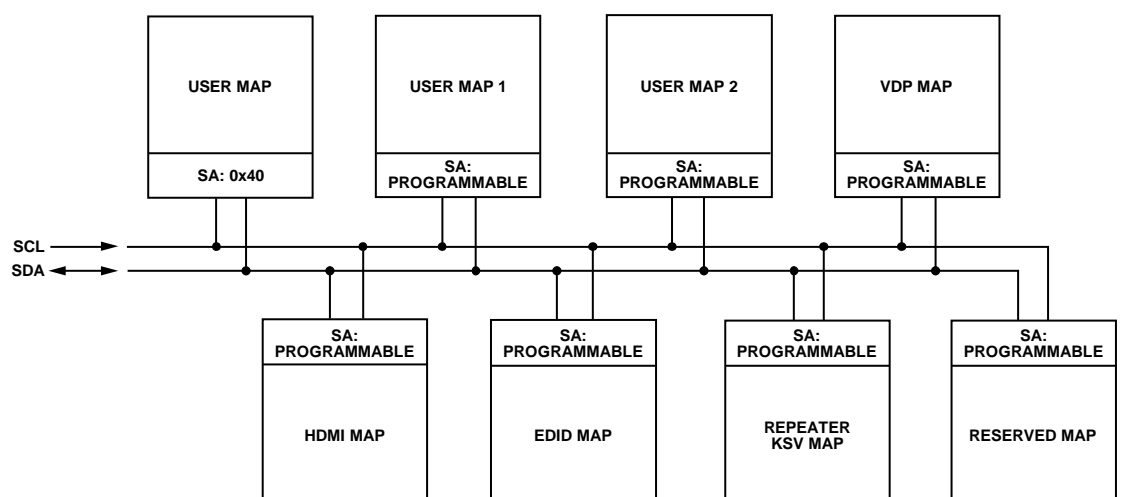 USER MAP
USER MAP 1
USER MAP 2
VDP MAP
SA: 0x40
SA:
PROGRAMMABLE
SA:
PROGRAMMABLE
SA:
PROGRAMMABLE
SCL
SDA
SA:
PROGRAMMABLE
SA:
PROGRAMMABLE
SA:
PROGRAMMABLE
SA:
PROGRAMMABLE
HDMI MAP
EDID MAP
REPEATER
KSV MAP
RESERVED MAP